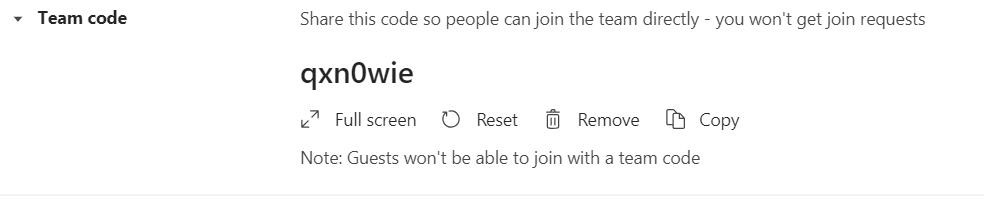 Team code
Share this code so people can join the team directly - you won't get join requests
qxn0wie
Full screen Reset Remove Copy
Note: Guests won't be able to join with a team code